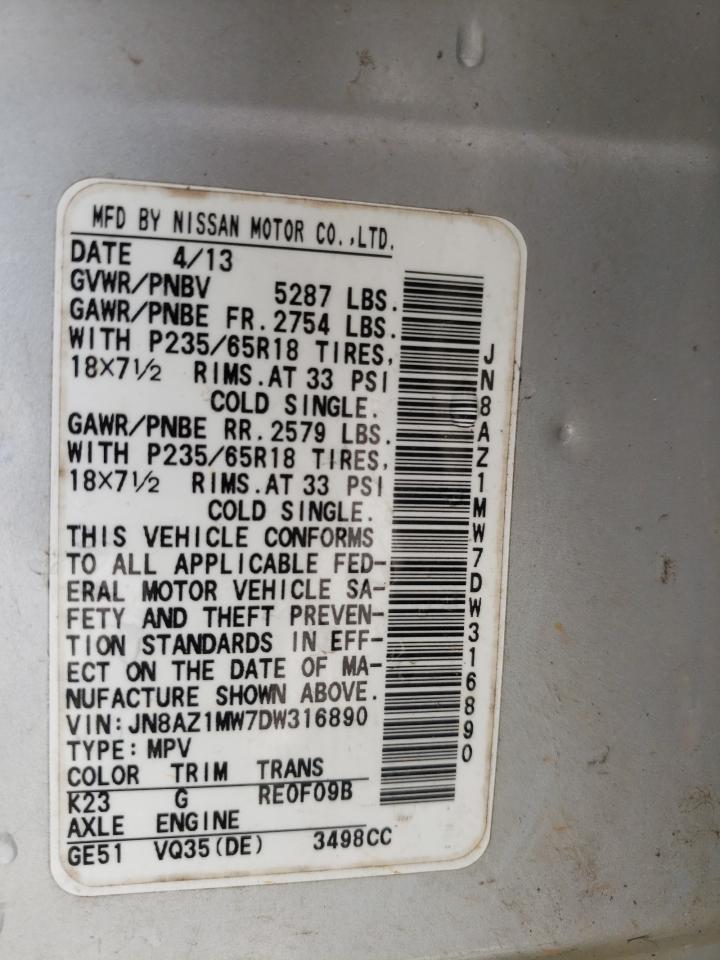 MFD BY NISSAN MOTOR CO.,LTD.
DATE 4/13
GVWR/PNBV 5287 LBS.
GAWR/PNBE FR. 2754 LBS.
WITH P235/65R18 TIRES,
18×7½ RIMS. AT 33 PSI
COLD SINGLE.
GAWR/PNBE RR. 2579 LBS.
WITH P235/65R18 TIRES,
18×7½ RIMS. AT 33 PSI
COLD SINGLE.
THIS VEHICLE CONFORMS
TO ALL APPLICABLE FED-
ERAL MOTOR VEHICLE SA-
FETY AND THEFT PREVEN-
TION STANDARDS IN EFF-
ECT ON THE DATE OF MA-
NUFACTURE SHOWN ABOVE.
VIN: JN8AZ1MW7DW316890
TYPE: MPV
COLOR TRIM TRANS
K23 G RE0F09B
AXLE ENGINE
GE51 VQ35(DE) 3498CC
JN8AZ1MW7DW316890